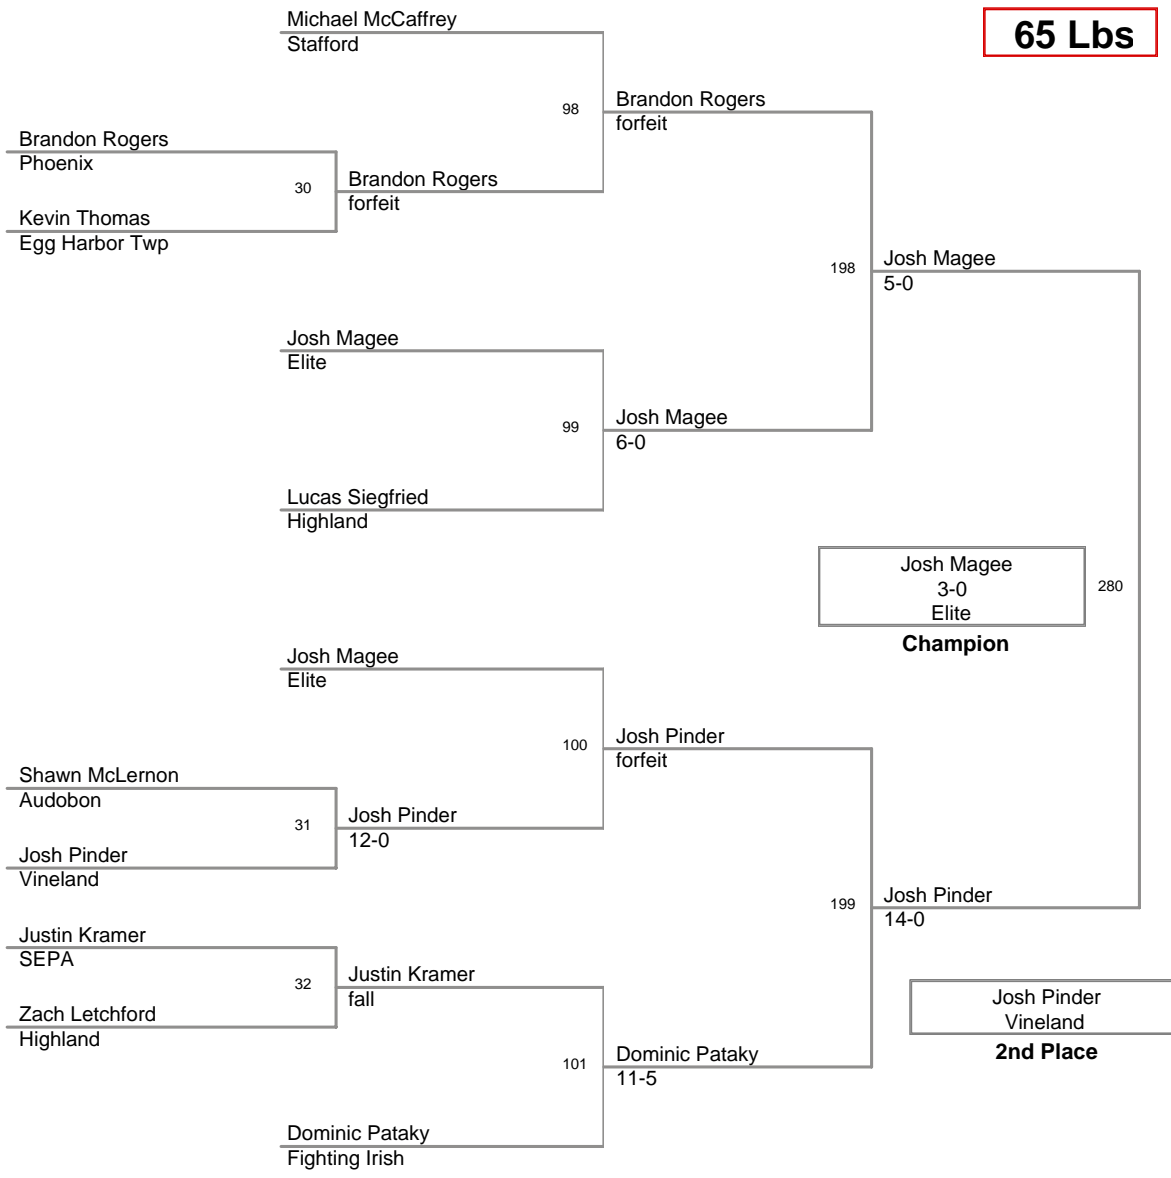 Michael McCaffrey
Stafford
65 Lbs
98
Brandon Rogers
forfeit
Brandon Rogers
Phoenix
30
Brandon Rogers
forfeit
Kevin Thomas
Egg Harbor Twp
198
Josh Magee
5-0
Josh Magee
Elite
99
Josh Magee
6-0
Lucas Siegfried
Highland
Josh Magee
3-0
Elite
Champion
280
Josh Magee
Elite
100
Josh Pinder
forfeit
Shawn McLernon
Audobon
31
Josh Pinder
12-0
Josh Pinder
Vineland
199
Josh Pinder
14-0
Justin Kramer
SEPA
32
Justin Kramer
fall
Zach Letchford
Highland
Josh Pinder
Vineland
2nd Place
101
Dominic Pataky
11-5
Dominic Pataky
Fighting Irish